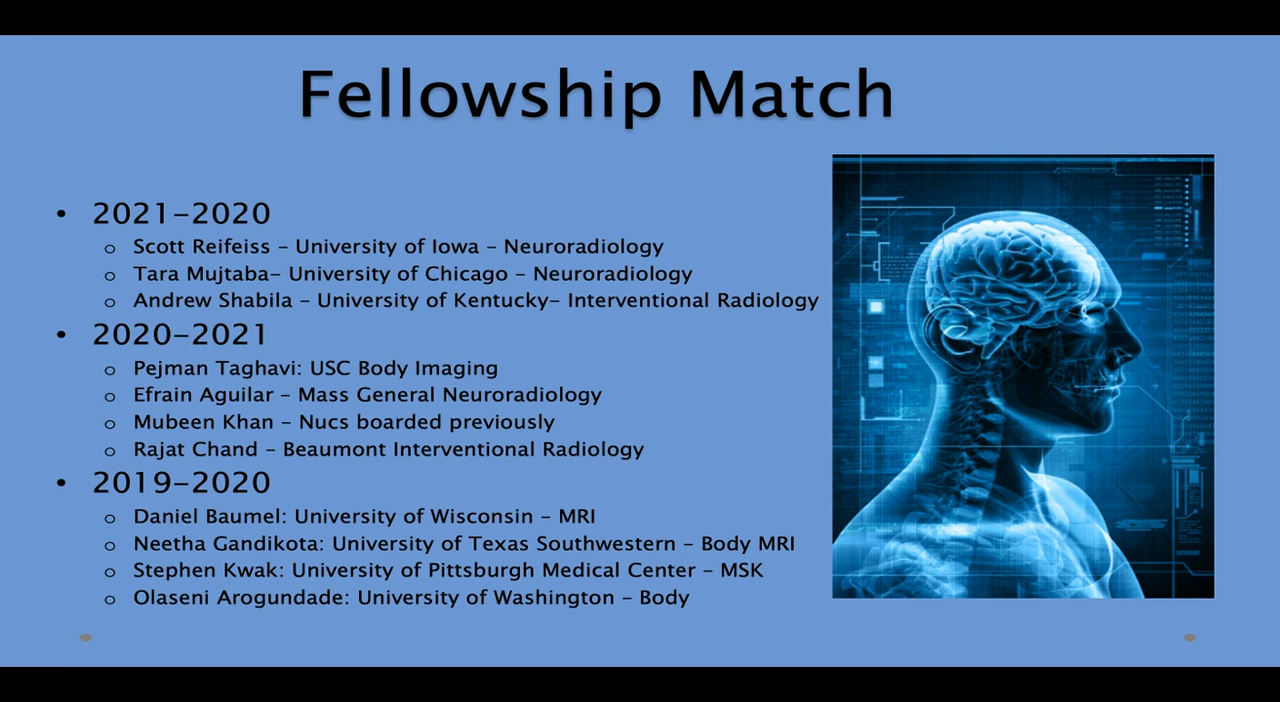 Fellowship Match
• 2021-2020
o Scott Reifeiss - University of Iowa - Neuroradiology
o Tara Mujtaba- University of Chicago - Neuroradiology
o Andrew Shabila - University of Kentucky- Interventional Radiology
• 2020-2021
o Pejman Taghavi: USC Body Imaging
o Efrain Aguilar - Mass General Neuroradiology
o Mubeen Khan - Nucs boarded previously
o Rajat Chand - Beaumont Interventional Radiology
• 2019-2020
o Daniel Baumel: University of Wisconsin - MRI
o Neetha Gandikota: University of Texas Southwestern - Body MRI
o Stephen Kwak: University of Pittsburgh Medical Center - MSK
o Olaseni Arogundade: University of Washington - Body